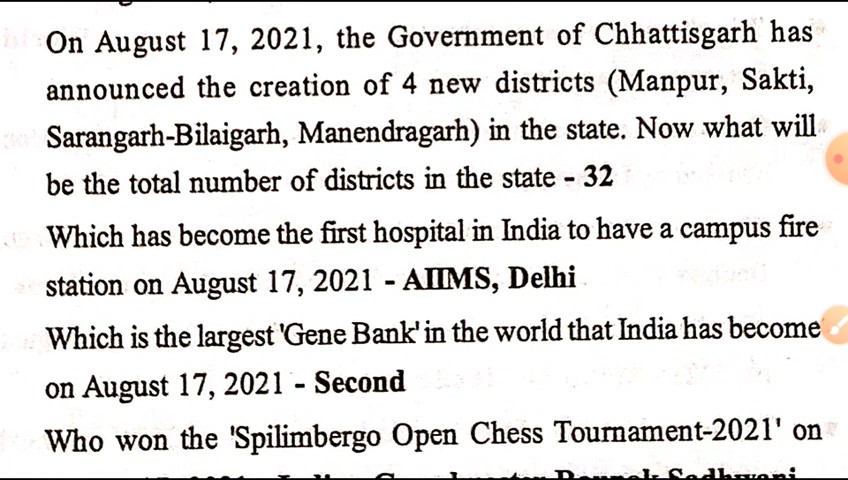 On August 17, 2021, the Government of Chhattisgarh has
announced the creation of 4 new districts (Manpur, Sakti,
Sarangarh-Bilaigarh, Manendragarh) in the state. Now what will
be the total number of districts in the state - 32
Which has become the first hospital in India to have a campus fire
station on August 17, 2021 - AIIMS, Delhi
Which is the largest 'Gene Bank' in the world that India has become
on August 17, 2021 - Second
Who won the 'Spilimbergo Open Chess Tournament-2021' on